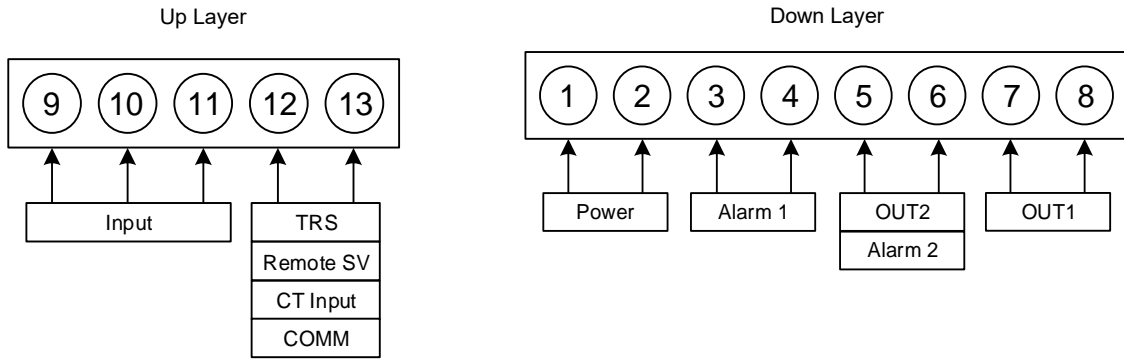 Up Layer
9 10 11 12 13
Input
TRS
Remote SV
CT Input
COMM
Down Layer
1 2 3 4 5 6 7 8
Power
Alarm 1
OUT2
Alarm 2
OUT1